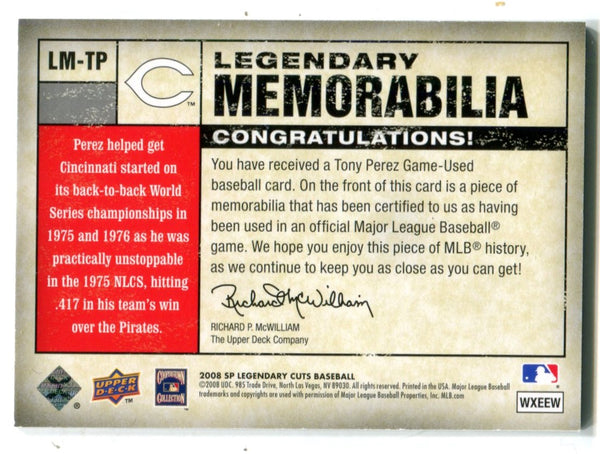 LM-TP
LEGENDARY
MEMORABILIA
CONGRATULATIONS!
Perez helped get
Cincinnati started on
its back-to-back World
Series championships in
1975 and 1976 as he was
practically unstoppable
in the 1975 NLCS, hitting
.417 in his team's win
over the Pirates.
You have received a Tony Perez Game-Used
baseball card. On the front of this card is a piece of
memorabilia that has been certified to us as having
been used in an official Major League Baseball®
game. We hope you enjoy this piece of MLB® history,
as we continue to keep you as close as you can get!
Richard P. McWilliam
RICHARD P. McWILLIAM
The Upper Deck Company
UPPER
DECK
COOPERSTOWN
COLLECTION
2008 SP LEGENDARY CUTS BASEBALL
©2008 UDC. 985 Trade Drive, North Las Vegas, NV 89030. All rights reserved. Printed in the USA. Major League Baseball
trademarks and copyrights are used with permission of Major League Baseball Properties, Inc. MLB.com
WXEEW